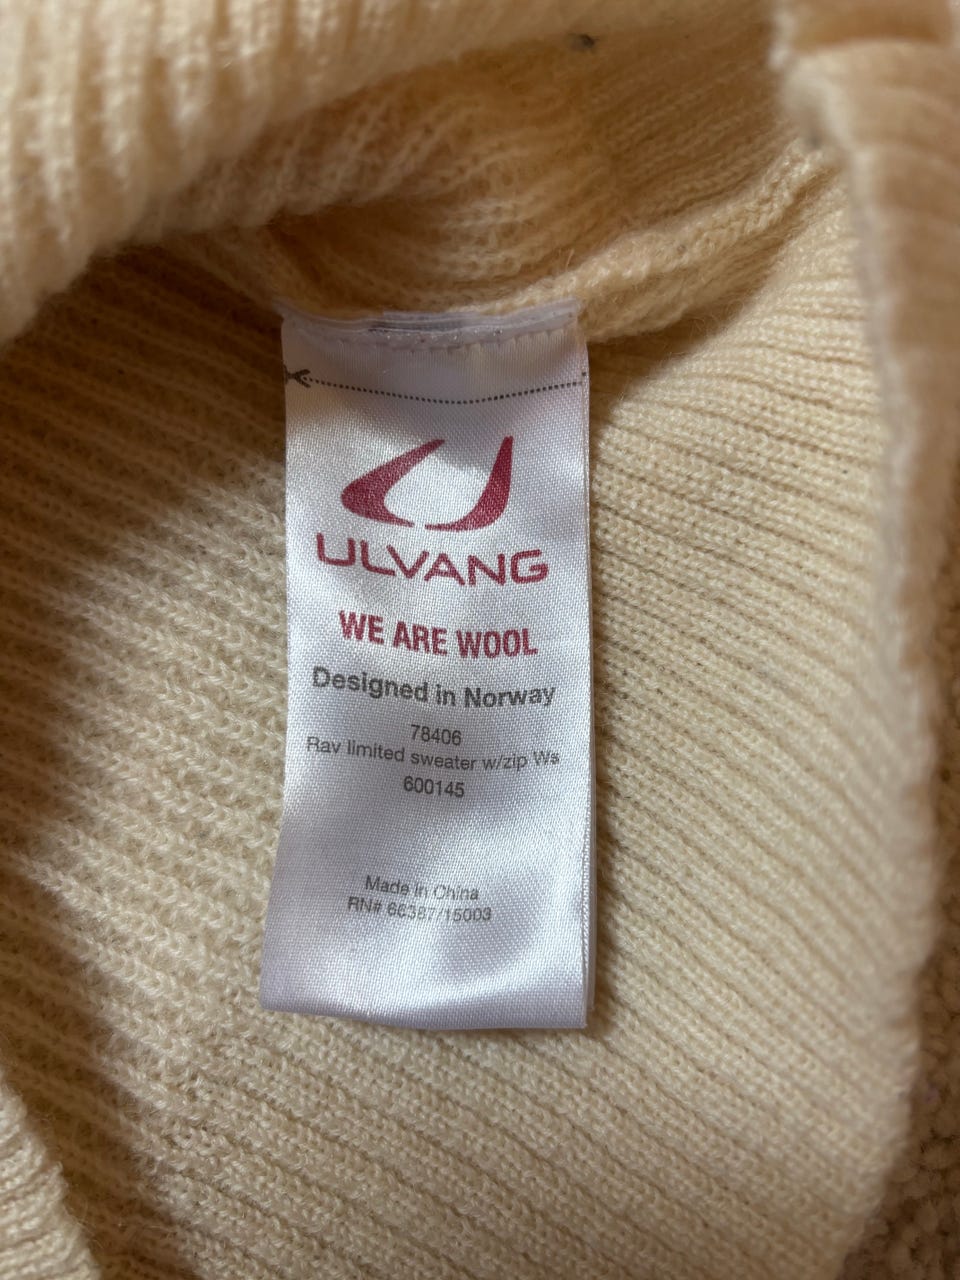 ULVANG
WE ARE WOOL
Designed in Norway
78406
Rav limited sweater w/zip Ws
600145
Made in China
RN# 66387/15003